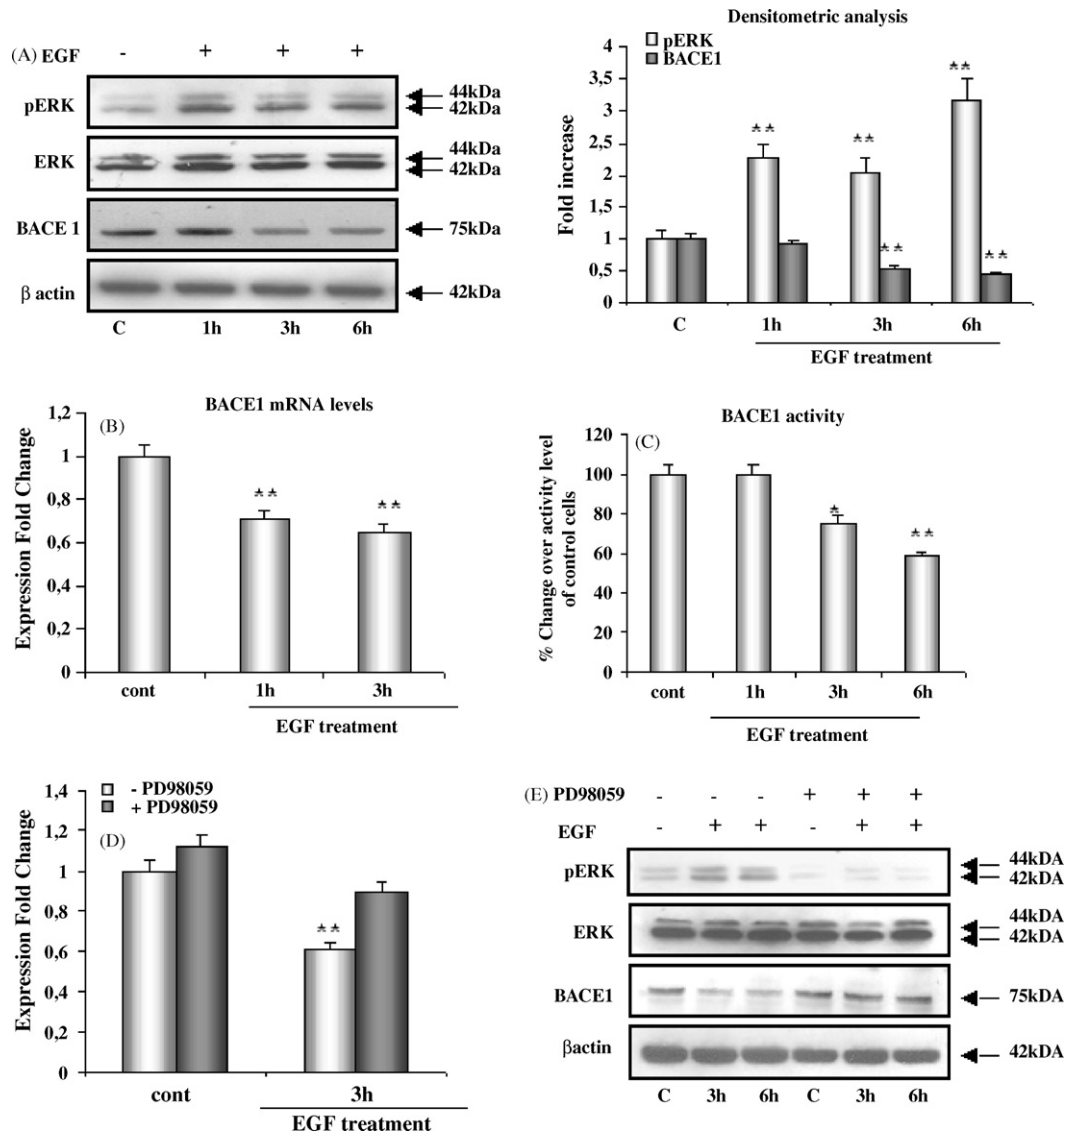 (A) EGF - + + +
pERK 44kDa
42kDa
ERK 44kDa
42kDa
BACE 1 75kDa
β actin 42kDa
C 1h 3h 6h
Densitometric analysis
pERK
BACE1
Fold increase
4
3,5
3
2,5
2
1,5
1
0,5
0
** ** ** ** **
C 1h 3h 6h
EGF treatment
BACE1 mRNA levels
(B)
Expression Fold Change
1,2
1
0,8
0,6
0,4
0,2
0
** **
cont 1h 3h
EGF treatment
BACE1 activity
(C)
% Change over activity level
of control cells
120
100
80
60
40
20
0
* **
cont 1h 3h 6h
EGF treatment
- PD98059
+ PD98059
(D)
Expression Fold Change
1,4
1,2
1
0,8
0,6
0,4
0,2
0
**
cont 3h
EGF treatment
(E) PD98059 - - - + + +
EGF - + + - + +
pERK 44kDA
42kDA
ERK 44kDA
42kDA
BACE1 75kDA
βactin 42kDA
C 3h 6h C 3h 6h